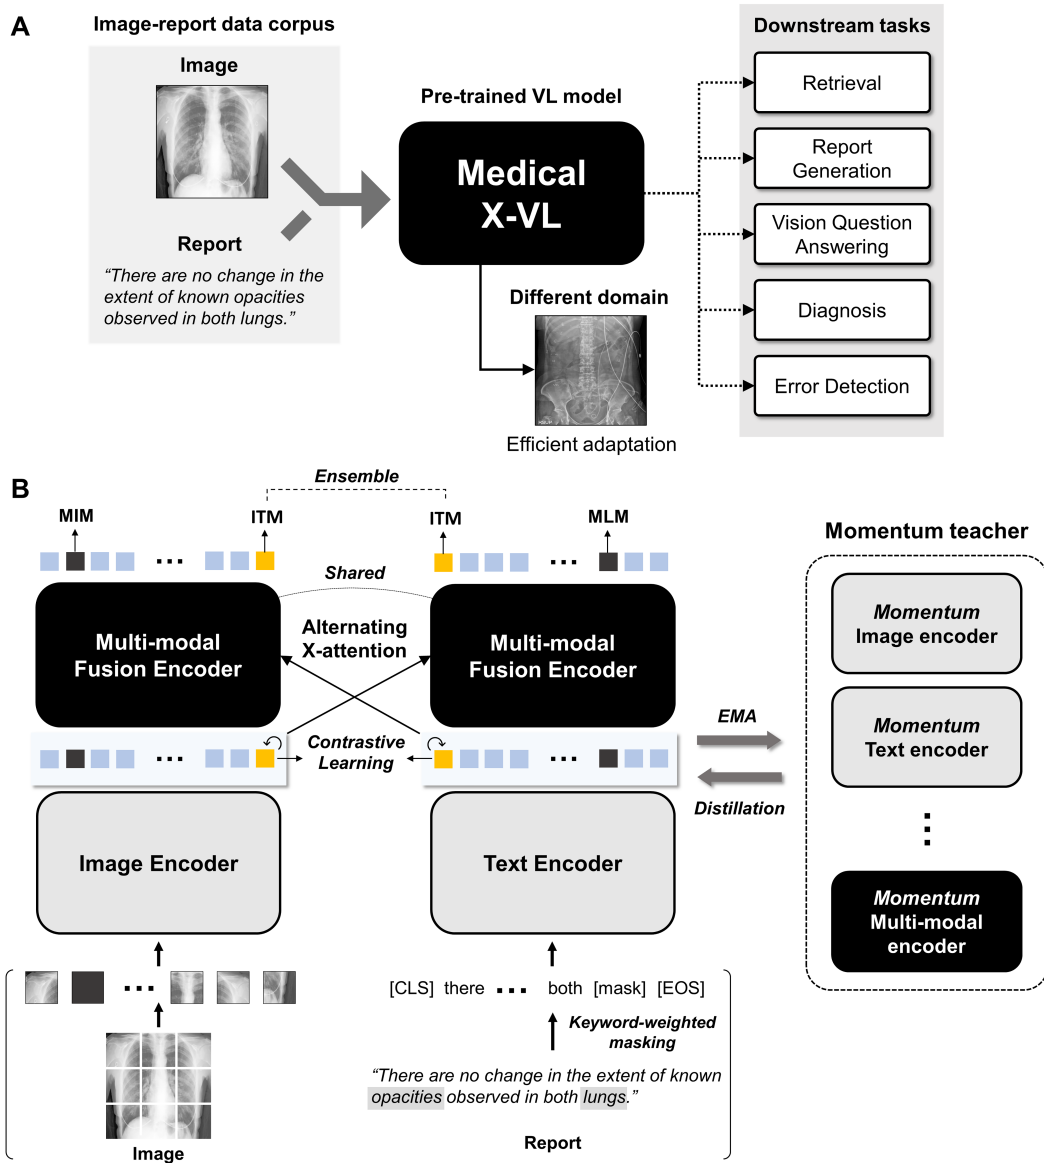 A
Image-report data corpus
Image
Report
“There are no change in the
extent of known opacities
observed in both lungs.”
Pre-trained VL model
Medical
X-VL
Different domain
Efficient adaptation
Downstream tasks
Retrieval
Report
Generation
Vision Question
Answering
Diagnosis
Error Detection
B
Ensemble
MIM
ITM
ITM
MLM
Shared
Multi-modal
Fusion Encoder
Alternating
X-attention
Multi-modal
Fusion Encoder
Contrastive
Learning
Image Encoder
Text Encoder
EMA
Distillation
Momentum teacher
Momentum
Image encoder
Momentum
Text encoder
Momentum
Multi-modal
encoder
[CLS] there ... both [mask] [EOS]
Keyword-weighted
masking
“There are no change in the extent of known
opacities observed in both lungs.”
Image
Report